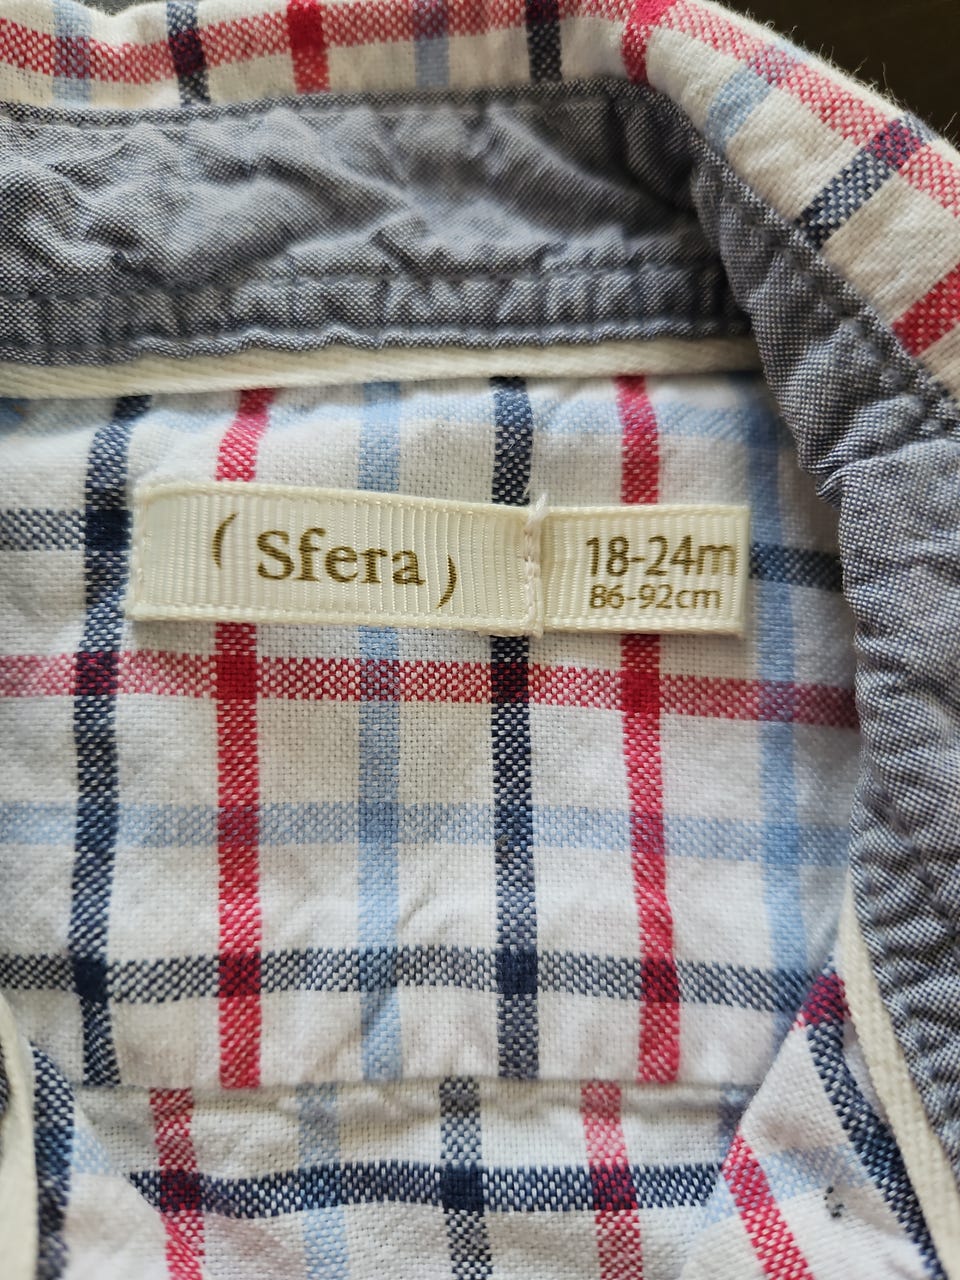 ( Sfera )
18-24m
86-92cm